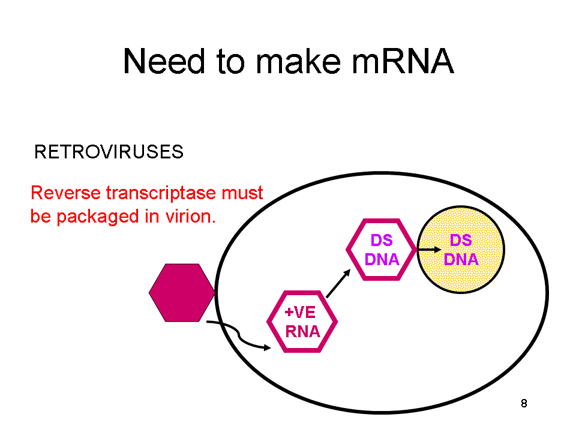 Need to make mRNA
RETROVIRUSES
Reverse transcriptase must
be packaged in virion.
DS
DNA
DS
DNA
+VE
RNA
8